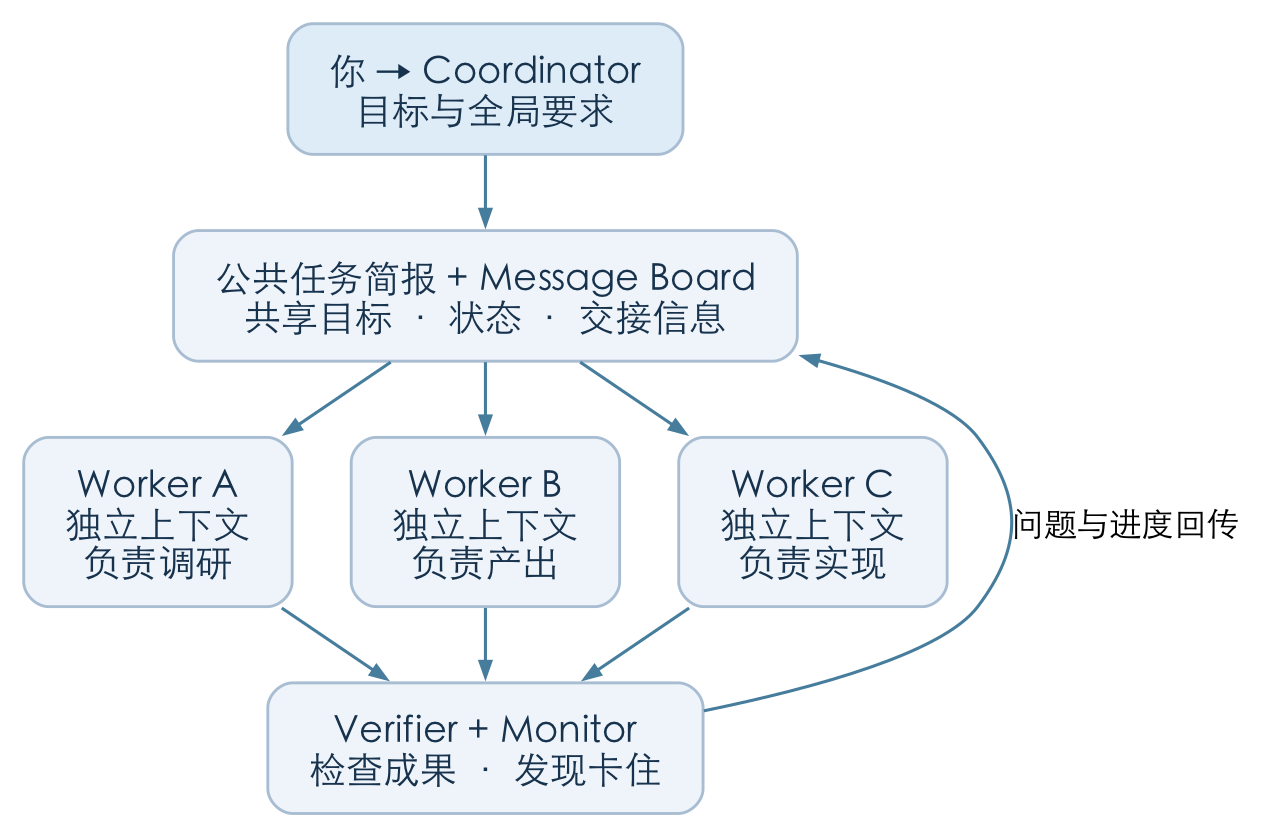 你 → Coordinator
目标与全局要求
公共任务简报 + Message Board
共享目标 · 状态 · 交接信息
Worker A
独立上下文
负责调研
Worker B
独立上下文
负责产出
Worker C
独立上下文
负责实现
问题与进度回传
Verifier + Monitor
检查成果 · 发现卡住